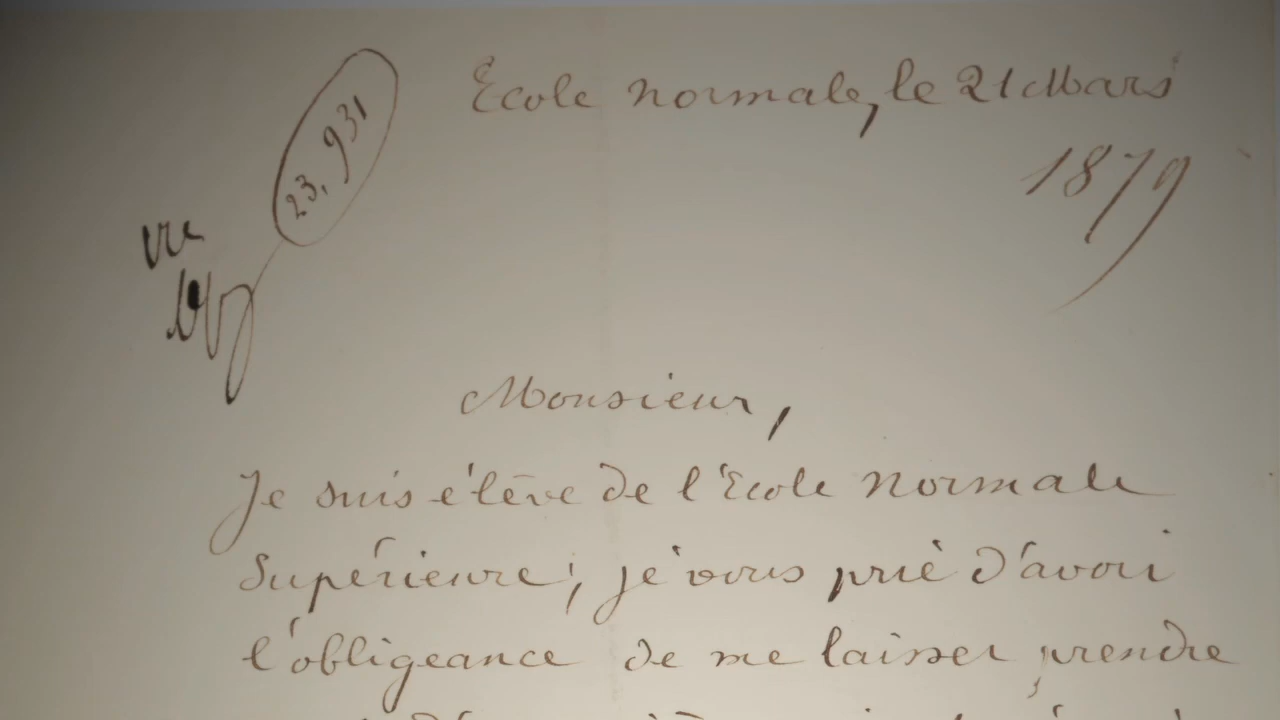 Ecole normale, le 21 Mars
1879
23,931
vu
Monsieur,
Je suis élève de l'Ecole normale
Supérieure; je vous prie d'avoir
l'obligeance de me laisser prendre